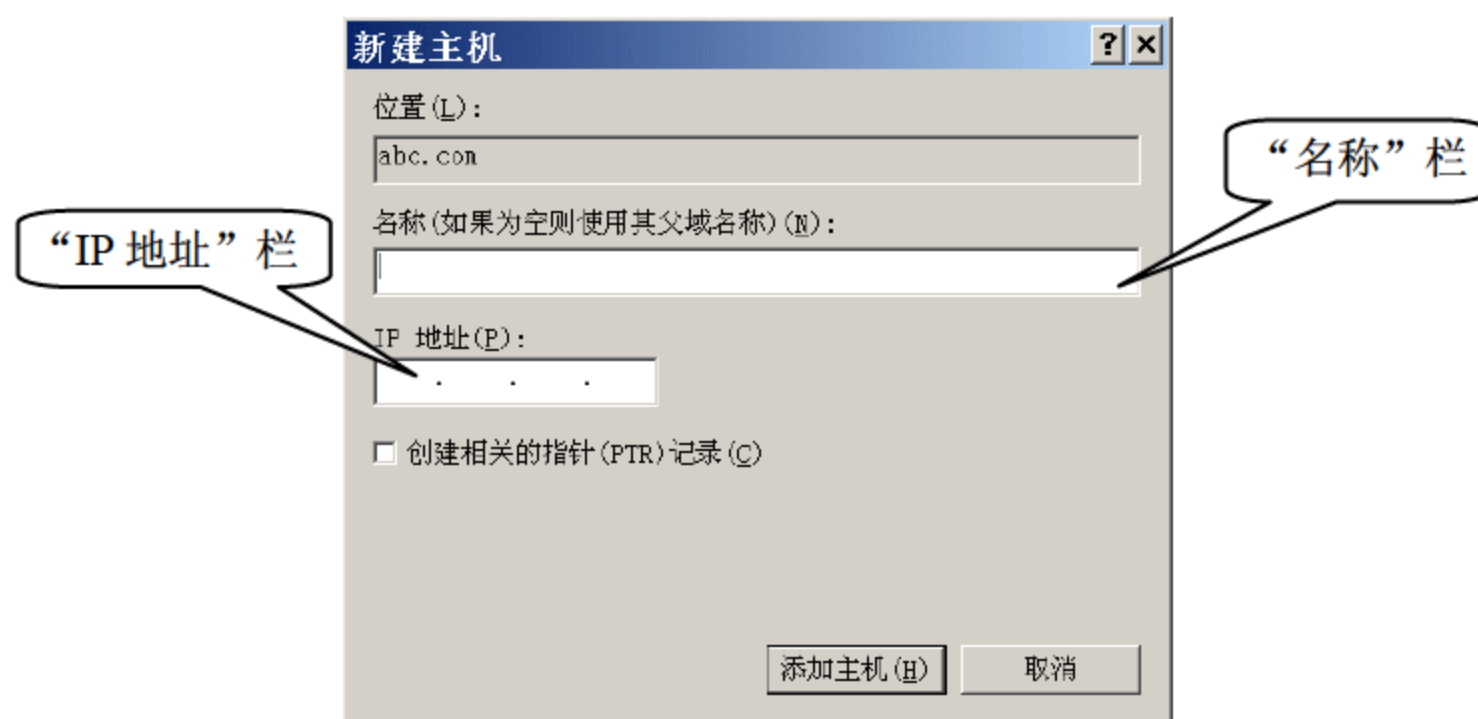 新建主机
位置(L):
abc.com
“名称”栏
名称(如果为空则使用其父域名称)(N):
“IP 地址”栏
IP 地址(P):
. . .
创建相关的指针(PTR)记录(C)
添加主机(H)
取消